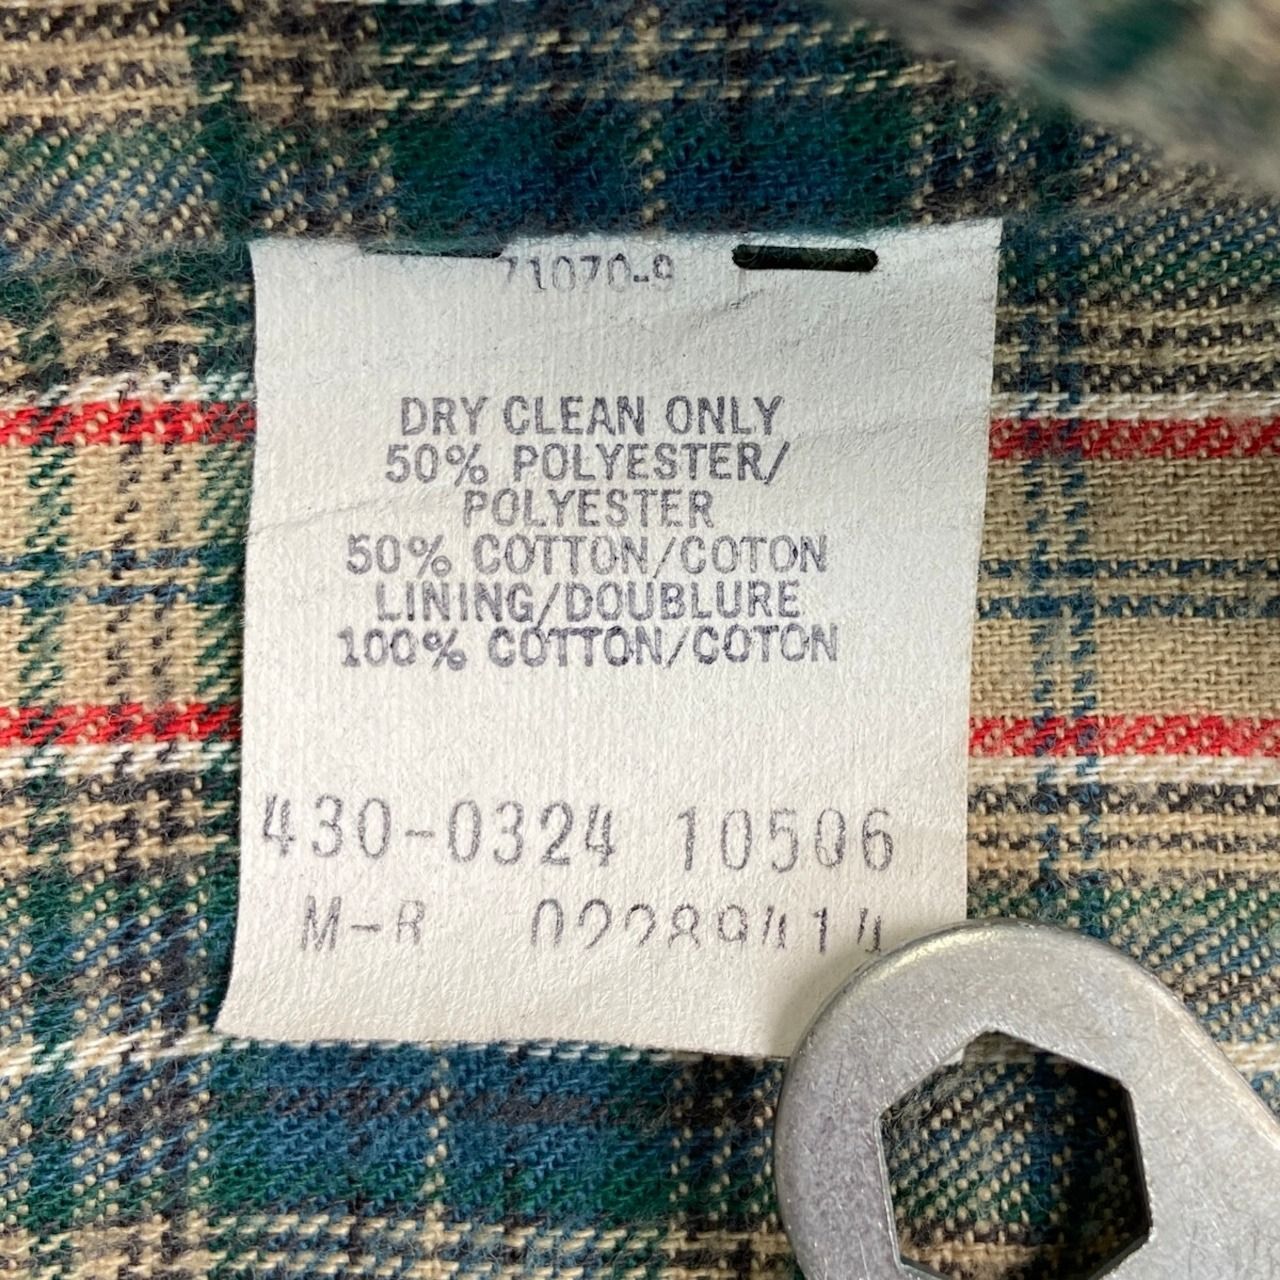 71070-9
DRY CLEAN ONLY
50% POLYESTER/
POLYESTER
50% COTTON/COTON
LINING/DOUBLURE
100% COTTON/COTON
430-0324 10506
M-R 02289414